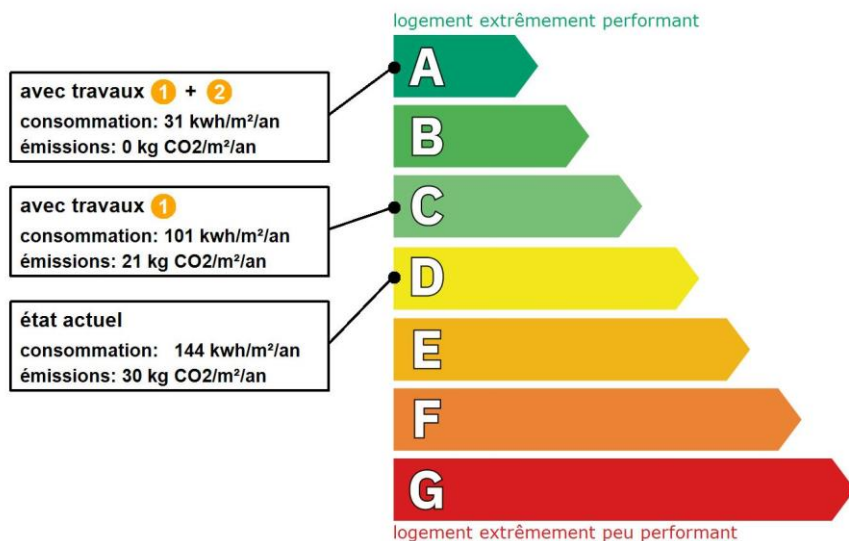 logement extrêmement performant
avec travaux 1 + 2
consommation: 31 kwh/m²/an
émissions: 0 kg CO2/m²/an
avec travaux 1
consommation: 101 kwh/m²/an
émissions: 21 kg CO2/m²/an
état actuel
consommation: 144 kwh/m²/an
émissions: 30 kg CO2/m²/an
A
B
C
D
E
F
G
logement extrêmement peu performant